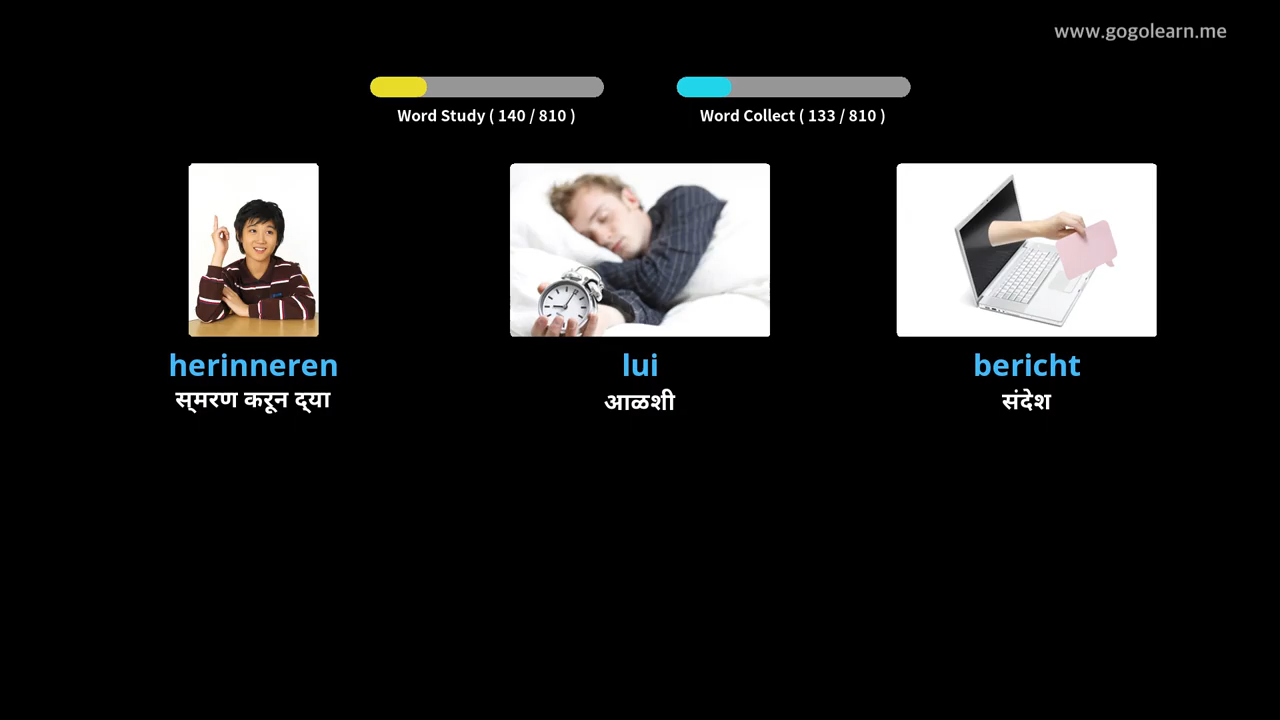 www.gogolearn.me
Word Study ( 140 / 810 )
Word Collect ( 133 / 810 )
herinneren
स्मरण करून द्या
lui
आळशी
bericht
संदेश